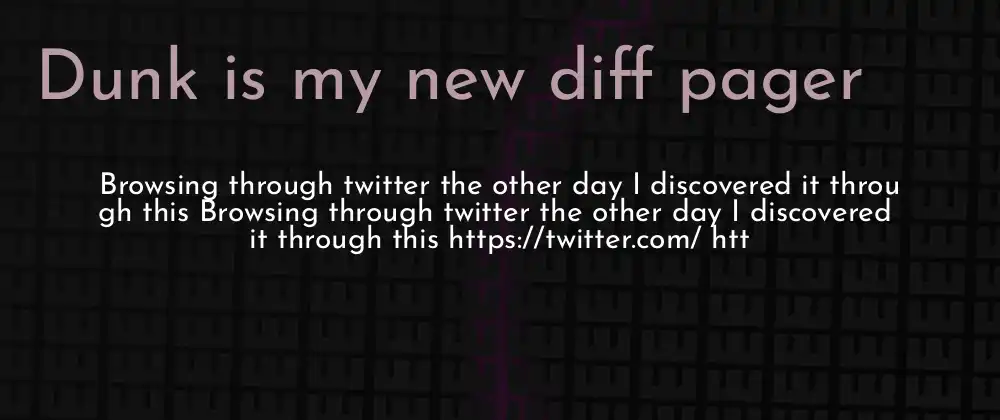 Dunk is my new diff pager
Browsing through twitter the other day I discovered it throu
gh this Browsing through twitter the other day I discovered
it through this https://twitter.com/ htt